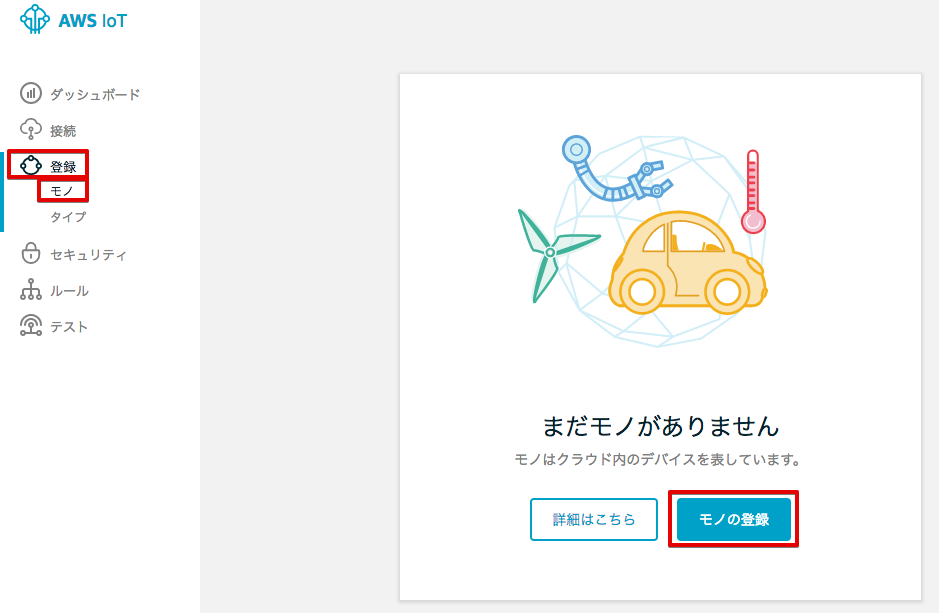 AWS IoT
ダッシュボード
接続
登録
モノ
タイプ
セキュリティ
ルール
テスト
まだモノがありません
モノはクラウド内のデバイスを表しています。
詳細はこちら
モノの登録